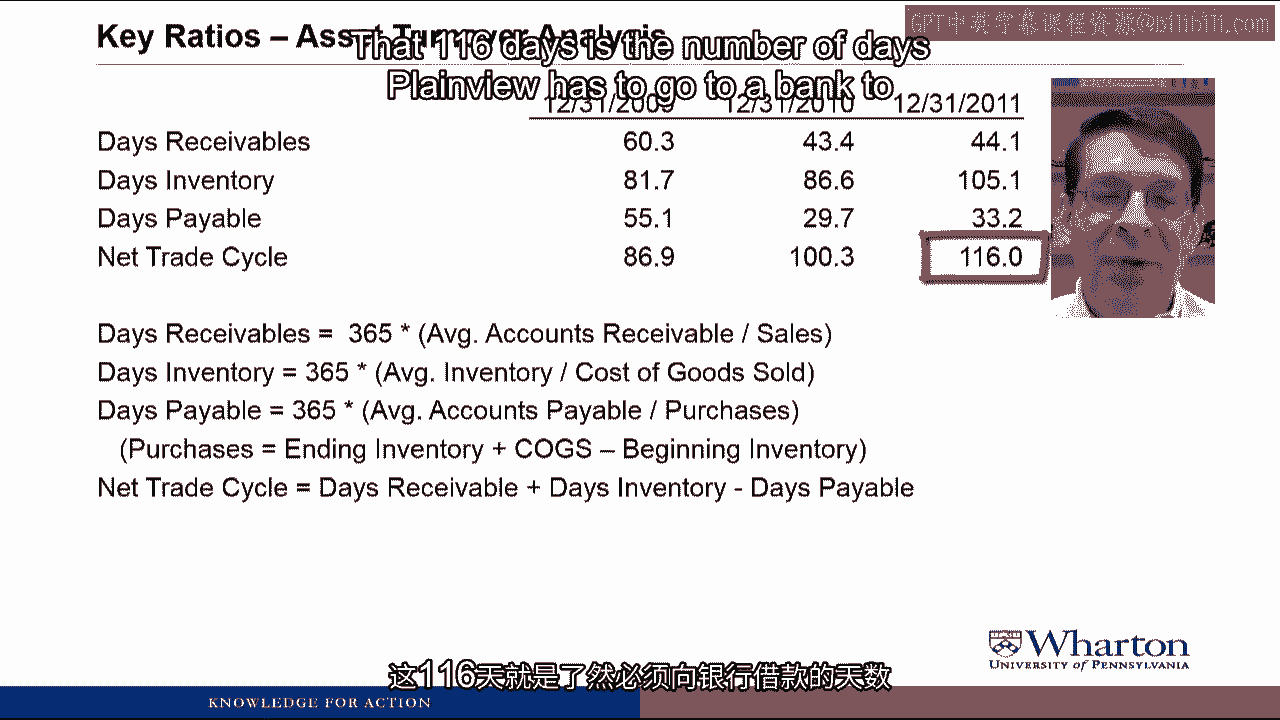 GPT中英字幕课程资源@bilibili.com
Key Ratios – Asset Turnover Analysis
That 116 days is the number of days
Plainview has to go to a bank to
12/31/2009 12/31/2010 12/31/2011
Days Receivables 60.3 43.4 44.1
Days Inventory 81.7 86.6 105.1
Days Payable 55.1 29.7 33.2
Net Trade Cycle 86.9 100.3 116.0
Days Receivables = 365 * (Avg. Accounts Receivable / Sales)
Days Inventory = 365 * (Avg. Inventory / Cost of Goods Sold)
Days Payable = 365 * (Avg. Accounts Payable / Purchases)
(Purchases = Ending Inventory + COGS – Beginning Inventory)
Net Trade Cycle = Days Receivable + Days Inventory - Days Payable
Wharton
UNIVERSITY of PENNSYLVANIA
这116天就是了然必须向银行借款的天数
KNOWLEDGE FOR ACTION